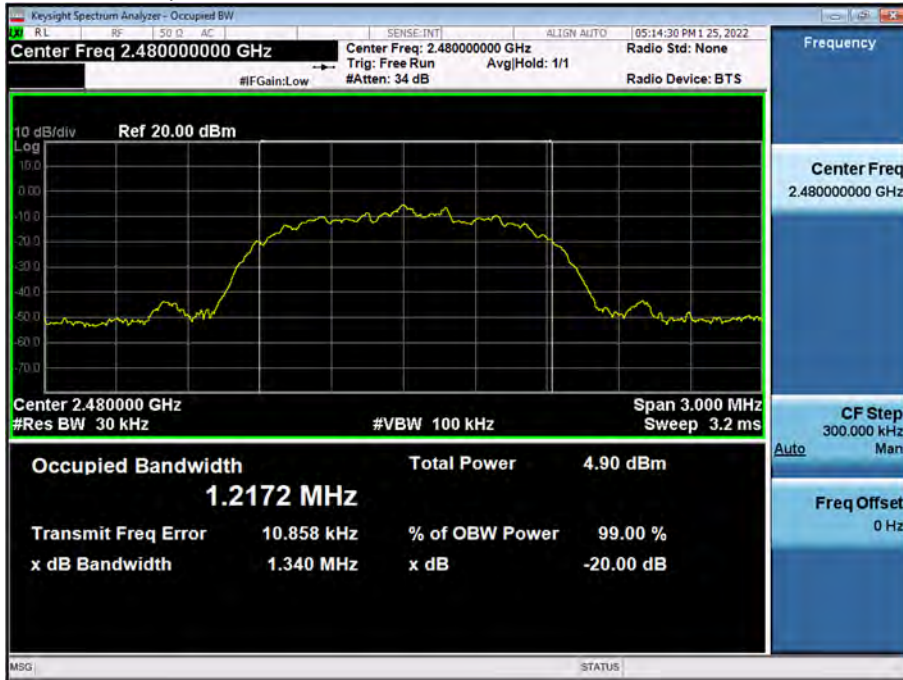 Keysight Spectrum Analyzer - Occupied BW
RL RF 50 Ω AC SENSE:INT ALIGN AUTO 05:14:30 PM 1 25, 2022
Center Freq 2.480000000 GHz
Center Freq: 2.480000000 GHz Radio Std: None
Trig: Free Run Avg|Hold: 1/1
#IFGain:Low #Atten: 34 dB Radio Device: BTS
10 dB/div Ref 20.00 dBm
Log
10.0
0.00
-10.0
-20.0
-30.0
-40.0
-50.0
-60.0
-70.0
Center 2.480000 GHz Span 3.000 MHz
#Res BW 30 kHz #VBW 100 kHz Sweep 3.2 ms
Occupied Bandwidth Total Power 4.90 dBm
1.2172 MHz
Transmit Freq Error 10.858 kHz % of OBW Power 99.00 %
x dB Bandwidth 1.340 MHz x dB -20.00 dB
MSG STATUS
Frequency
Center Freq
2.480000000 GHz
CF Step
300.000 kHz
Auto Man
Freq Offset
0 Hz